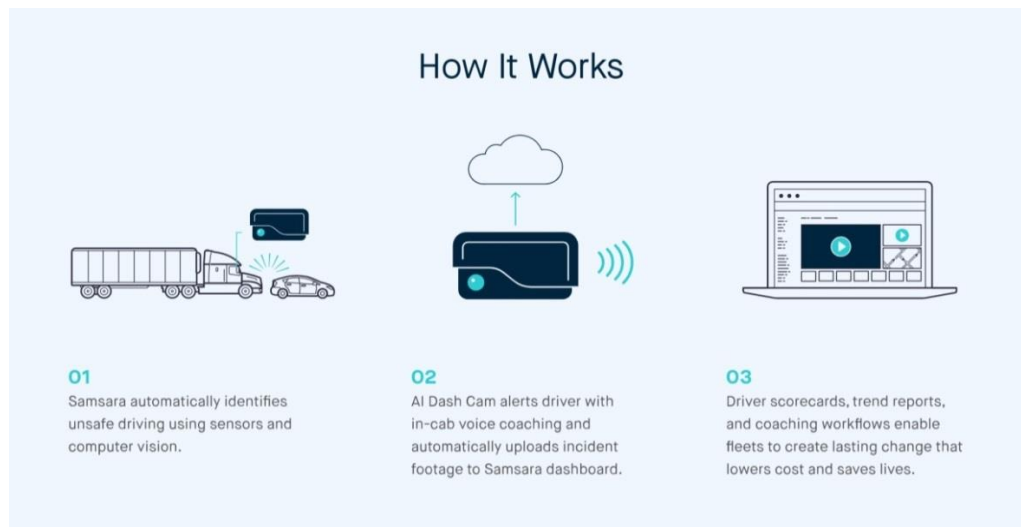 How It Works
01
Samsara automatically identifies
unsafe driving using sensors and
computer vision.
02
AI Dash Cam alerts driver with
in-cab voice coaching and
automatically uploads incident
footage to Samsara dashboard.
03
Driver scorecards, trend reports,
and coaching workflows enable
fleets to create lasting change that
lowers cost and saves lives.